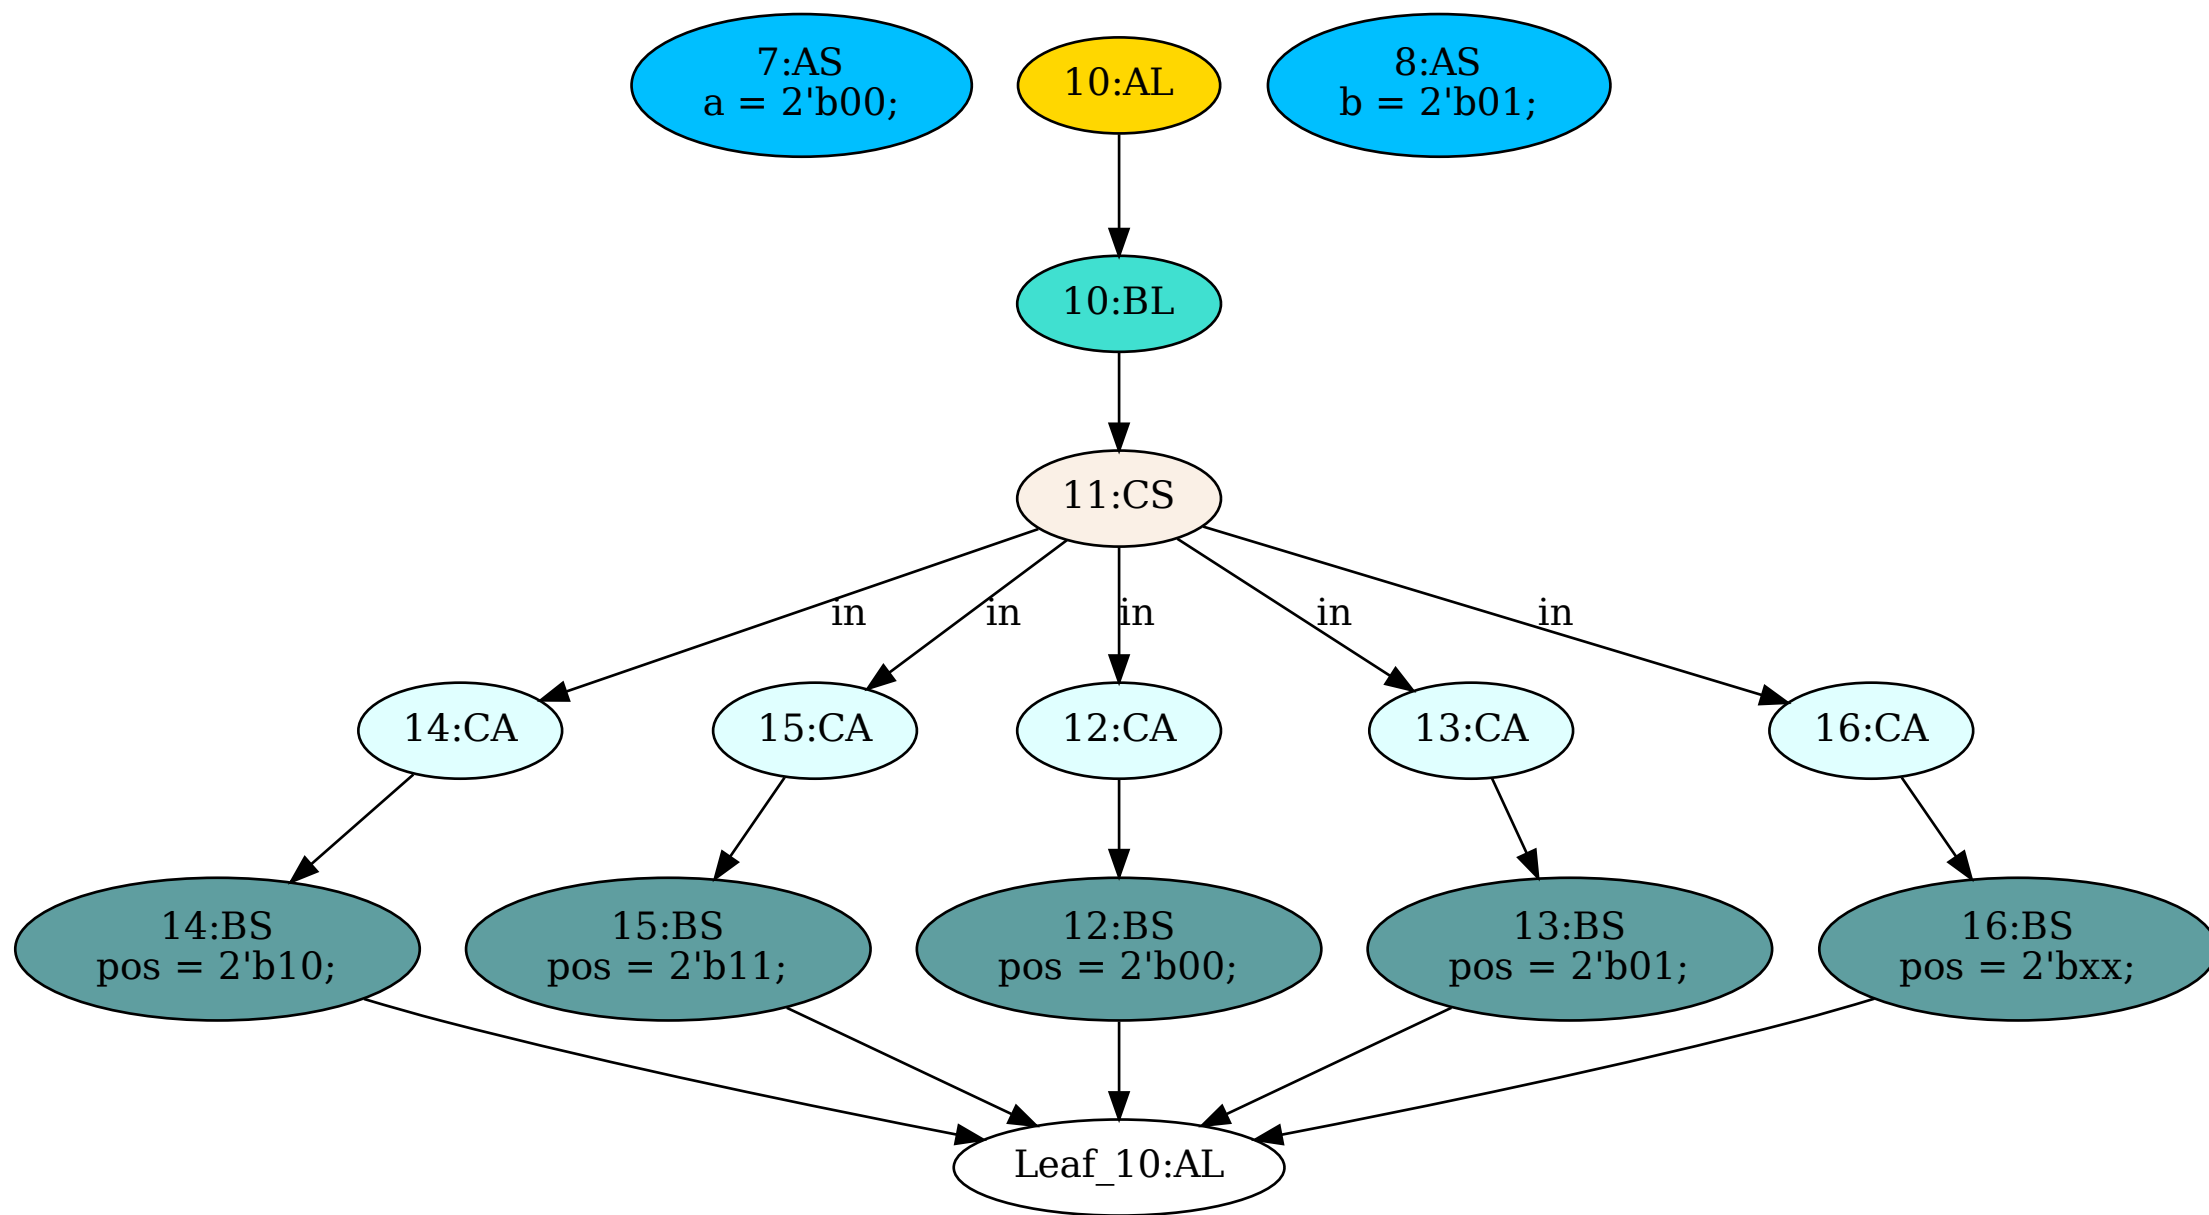 7:AS
a = 2'b00;
10:AL
8:AS
b = 2'b01;
10:BL
11:CS
in
in
in
in
in
14:CA
15:CA
12:CA
13:CA
16:CA
14:BS
pos = 2'b10;
15:BS
pos = 2'b11;
12:BS
pos = 2'b00;
13:BS
pos = 2'b01;
16:BS
pos = 2'bxx;
Leaf_10:AL